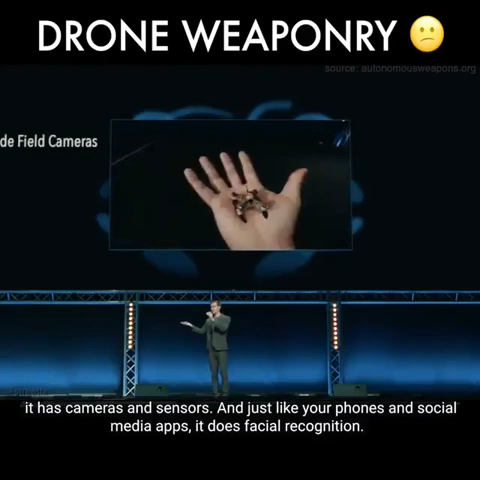 DRONE WEAPONRY 😕
source: autonomousweapons.org
de Field Cameras
it has cameras and sensors. And just like your phones and social
media apps, it does facial recognition.